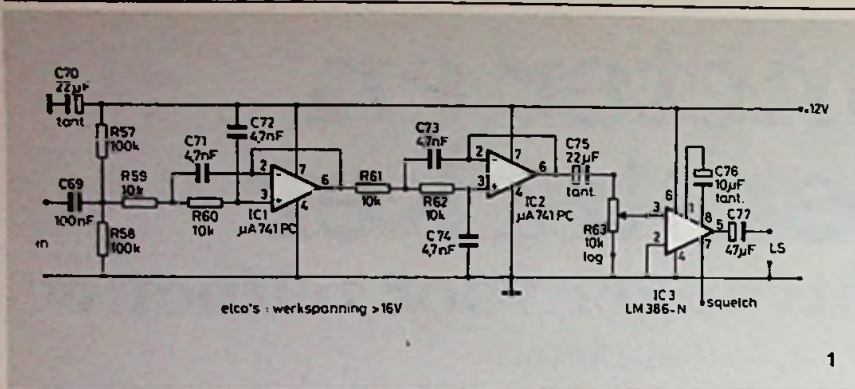 C70
22µF
tant.
R57
100k
C69
100nF
R58
100k
R59
10k
C71
4,7nF
R60
10k
C72
4,7nF
2
3
7
6
4
IC1
µA741PC
R61
10k
C73
4,7nF
R62
10k
C74
4,7nF
2
3
7
6
4
IC2
µA741PC
C75
22µF
tant.
R63
10k
log
3
2
6
1
8
5
7
4
IC3
LM386-N
C76
10µF
tant.
C77
47µF
LS
squelch
12V
elco's : werkspanning >16V
1